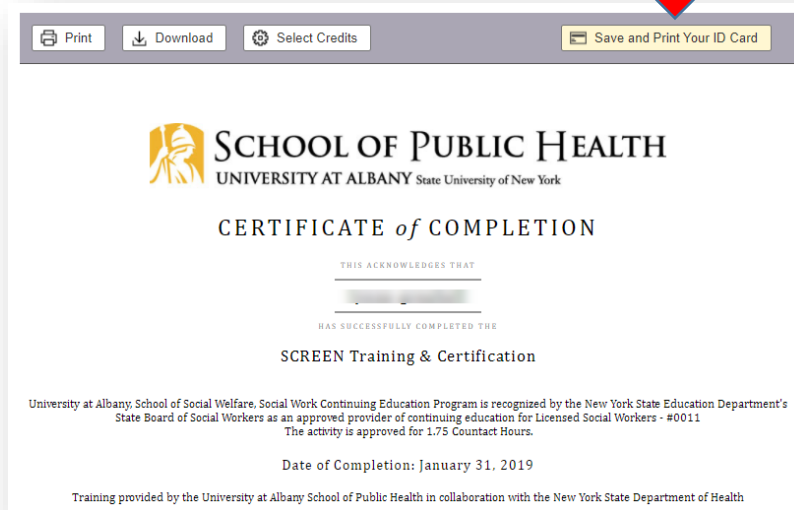 Print Download Select Credits Save and Print Your ID Card
SCHOOL OF PUBLIC HEALTH
UNIVERSITY AT ALBANY State University of New York
CERTIFICATE of COMPLETION
THIS ACKNOWLEDGES THAT
HAS SUCCESSFULLY COMPLETED THE
SCREEN Training & Certification
University at Albany, School of Social Welfare, Social Work Continuing Education Program is recognized by the New York State Education Department's
State Board of Social Workers as an approved provider of continuing education for Licensed Social Workers - #0011
The activity is approved for 1.75 Countact Hours.
Date of Completion: January 31, 2019
Training provided by the University at Albany School of Public Health in collaboration with the New York State Department of Health